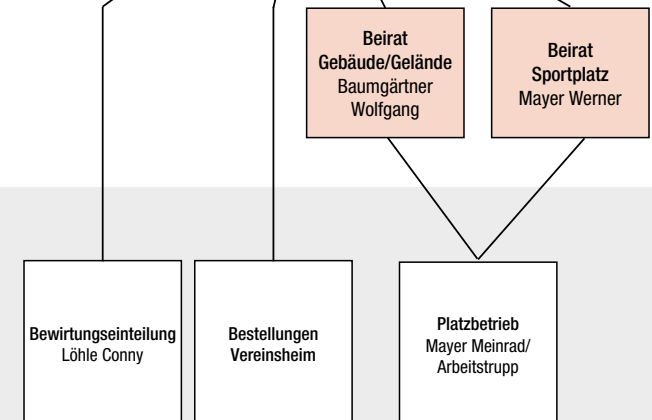 Beirat
Gebäude/Gelände
Baumgärtner
Wolfgang
Beirat
Sportplatz
Mayer Werner
Bewirtungseinteilung
Löhle Conny
Bestellungen
Vereinsheim
Platzbetrieb
Mayer Meinrad/
Arbeitstrupp